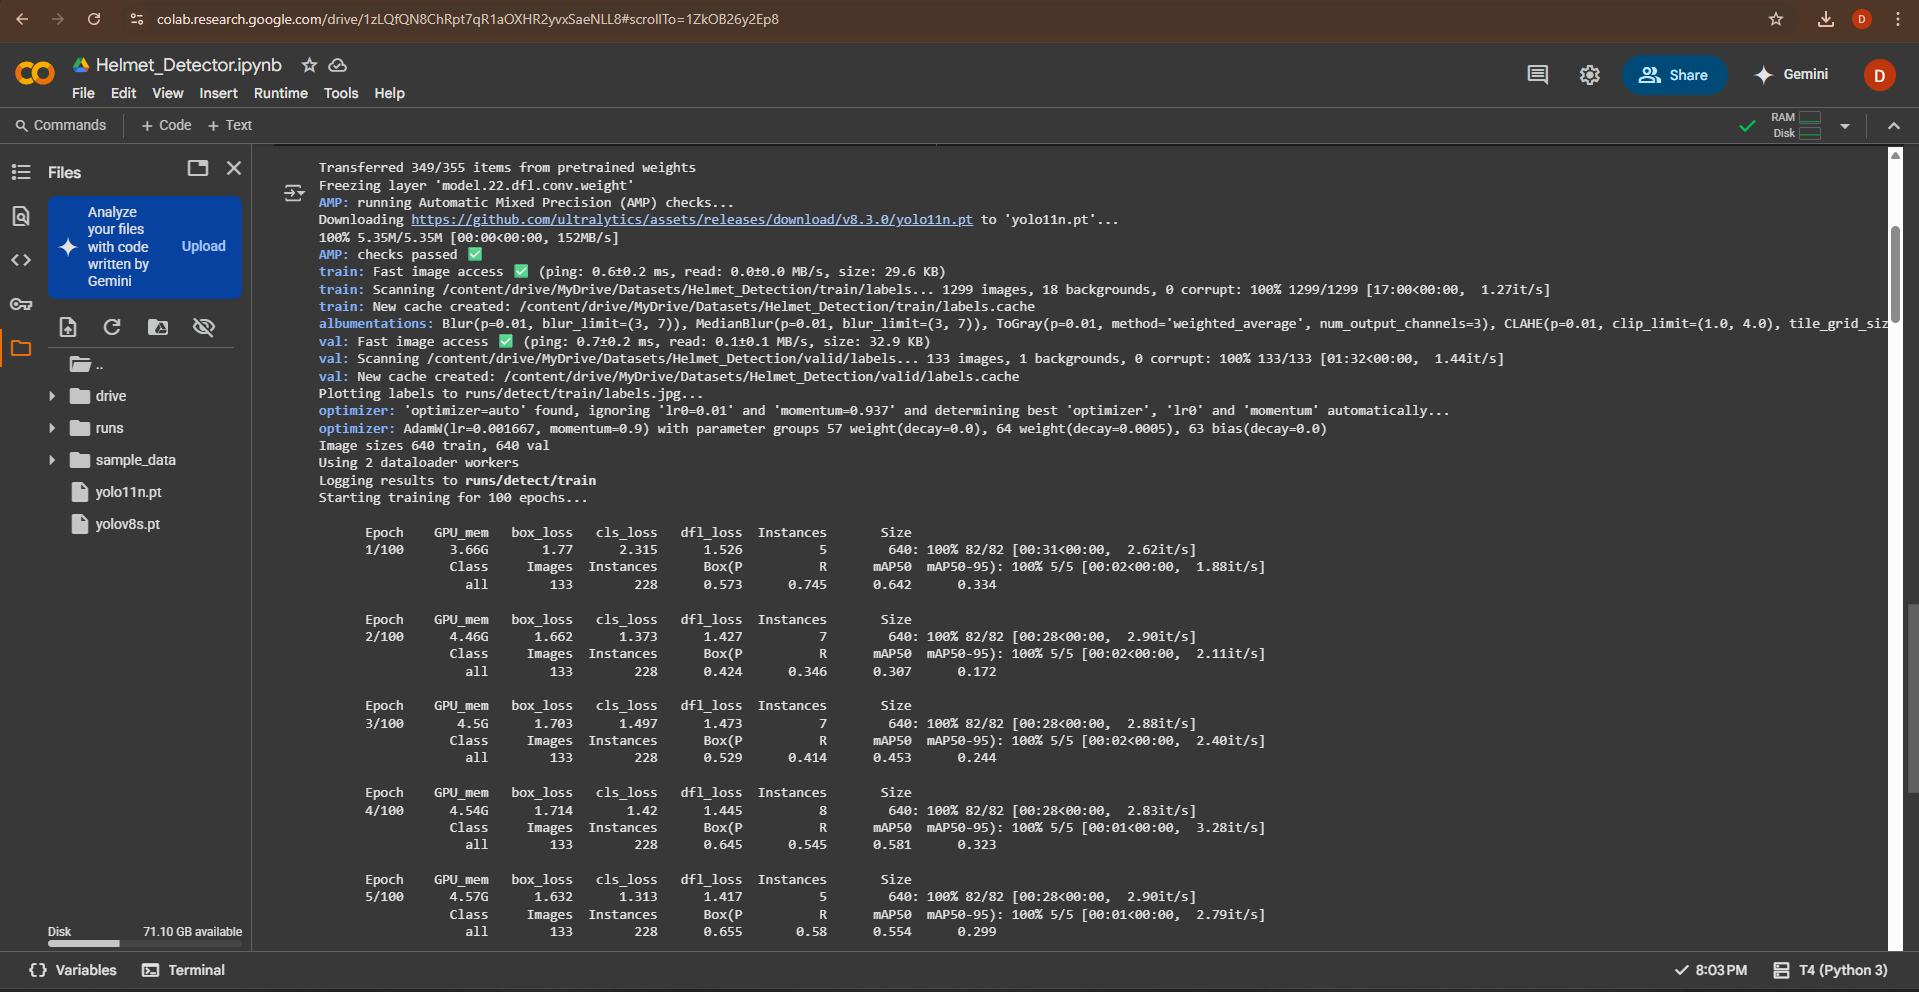 colab.research.google.com/drive/1zLQfQN8ChRpt7qR1aOXHR2yvxSaeNLL8#scrollTo=1ZkOB26y2Ep8
D
Helmet_Detector.ipynb
File Edit View Insert Runtime Tools Help
Share
Gemini
D
Commands
+ Code
+ Text
RAM
Disk
Files
Analyze your files with code written by Gemini
Upload
..
drive
runs
sample_data
yolo11n.pt
yolov8s.pt
Disk
71.10 GB available
Transferred 349/355 items from pretrained weights
Freezing layer 'model.22.dfl.conv.weight'
AMP: running Automatic Mixed Precision (AMP) checks...
Downloading https://github.com/ultralytics/assets/releases/download/v8.3.0/yolo11n.pt to 'yolo11n.pt'...
100% 5.35M/5.35M [00:00<00:00, 152MB/s]
AMP: checks passed ✅
train: Fast image access ✅ (ping: 0.6±0.2 ms, read: 0.0±0.0 MB/s, size: 29.6 KB)
train: Scanning /content/drive/MyDrive/Datasets/Helmet_Detection/train/labels... 1299 images, 18 backgrounds, 0 corrupt: 100% 1299/1299 [17:00<00:00, 1.27it/s]
train: New cache created: /content/drive/MyDrive/Datasets/Helmet_Detection/train/labels.cache
albumentations: Blur(p=0.01, blur_limit=(3, 7)), MedianBlur(p=0.01, blur_limit=(3, 7)), ToGray(p=0.01, method='weighted_average', num_output_channels=3), CLAHE(p=0.01, clip_limit=(1.0, 4.0), tile_grid_siz
val: Fast image access ✅ (ping: 0.7±0.2 ms, read: 0.1±0.1 MB/s, size: 32.9 KB)
val: Scanning /content/drive/MyDrive/Datasets/Helmet_Detection/valid/labels... 133 images, 1 backgrounds, 0 corrupt: 100% 133/133 [01:32<00:00, 1.44it/s]
val: New cache created: /content/drive/MyDrive/Datasets/Helmet_Detection/valid/labels.cache
Plotting labels to runs/detect/train/labels.jpg...
optimizer: 'optimizer=auto' found, ignoring 'lr0=0.01' and 'momentum=0.937' and determining best 'optimizer', 'lr0' and 'momentum' automatically...
optimizer: AdamW(lr=0.001667, momentum=0.9) with parameter groups 57 weight(decay=0.0), 64 weight(decay=0.0005), 63 bias(decay=0.0)
Image sizes 640 train, 640 val
Using 2 dataloader workers
Logging results to runs/detect/train
Starting training for 100 epochs...
Epoch GPU_mem box_loss cls_loss dfl_loss Instances Size
1/100 3.66G 1.77 2.315 1.526 5 640: 100% 82/82 [00:31<00:00, 2.62it/s]
Class Images Instances Box(P R mAP50 mAP50-95): 100% 5/5 [00:02<00:00, 1.88it/s]
all 133 228 0.573 0.745 0.642 0.334
Epoch GPU_mem box_loss cls_loss dfl_loss Instances Size
2/100 4.46G 1.662 1.373 1.427 7 640: 100% 82/82 [00:28<00:00, 2.90it/s]
Class Images Instances Box(P R mAP50 mAP50-95): 100% 5/5 [00:02<00:00, 2.11it/s]
all 133 228 0.424 0.346 0.307 0.172
Epoch GPU_mem box_loss cls_loss dfl_loss Instances Size
3/100 4.5G 1.703 1.497 1.473 7 640: 100% 82/82 [00:28<00:00, 2.88it/s]
Class Images Instances Box(P R mAP50 mAP50-95): 100% 5/5 [00:02<00:00, 2.40it/s]
all 133 228 0.529 0.414 0.453 0.244
Epoch GPU_mem box_loss cls_loss dfl_loss Instances Size
4/100 4.54G 1.714 1.42 1.445 8 640: 100% 82/82 [00:28<00:00, 2.83it/s]
Class Images Instances Box(P R mAP50 mAP50-95): 100% 5/5 [00:01<00:00, 3.28it/s]
all 133 228 0.645 0.545 0.581 0.323
Epoch GPU_mem box_loss cls_loss dfl_loss Instances Size
5/100 4.57G 1.632 1.313 1.417 5 640: 100% 82/82 [00:28<00:00, 2.90it/s]
Class Images Instances Box(P R mAP50 mAP50-95): 100% 5/5 [00:01<00:00, 2.79it/s]
all 133 228 0.655 0.58 0.554 0.299
Variables
Terminal
8:03 PM
T4 (Python 3)